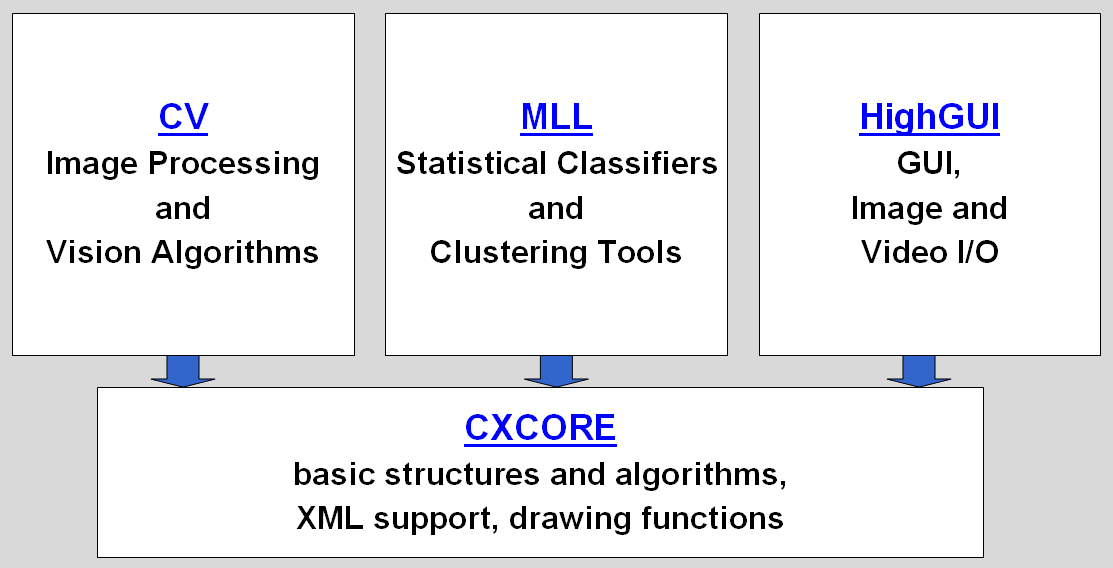 CV
Image Processing
and
Vision Algorithms
MLL
Statistical Classifiers
and
Clustering Tools
HighGUI
GUI,
Image and
Video I/O
CXCORE
basic structures and algorithms,
XML support, drawing functions